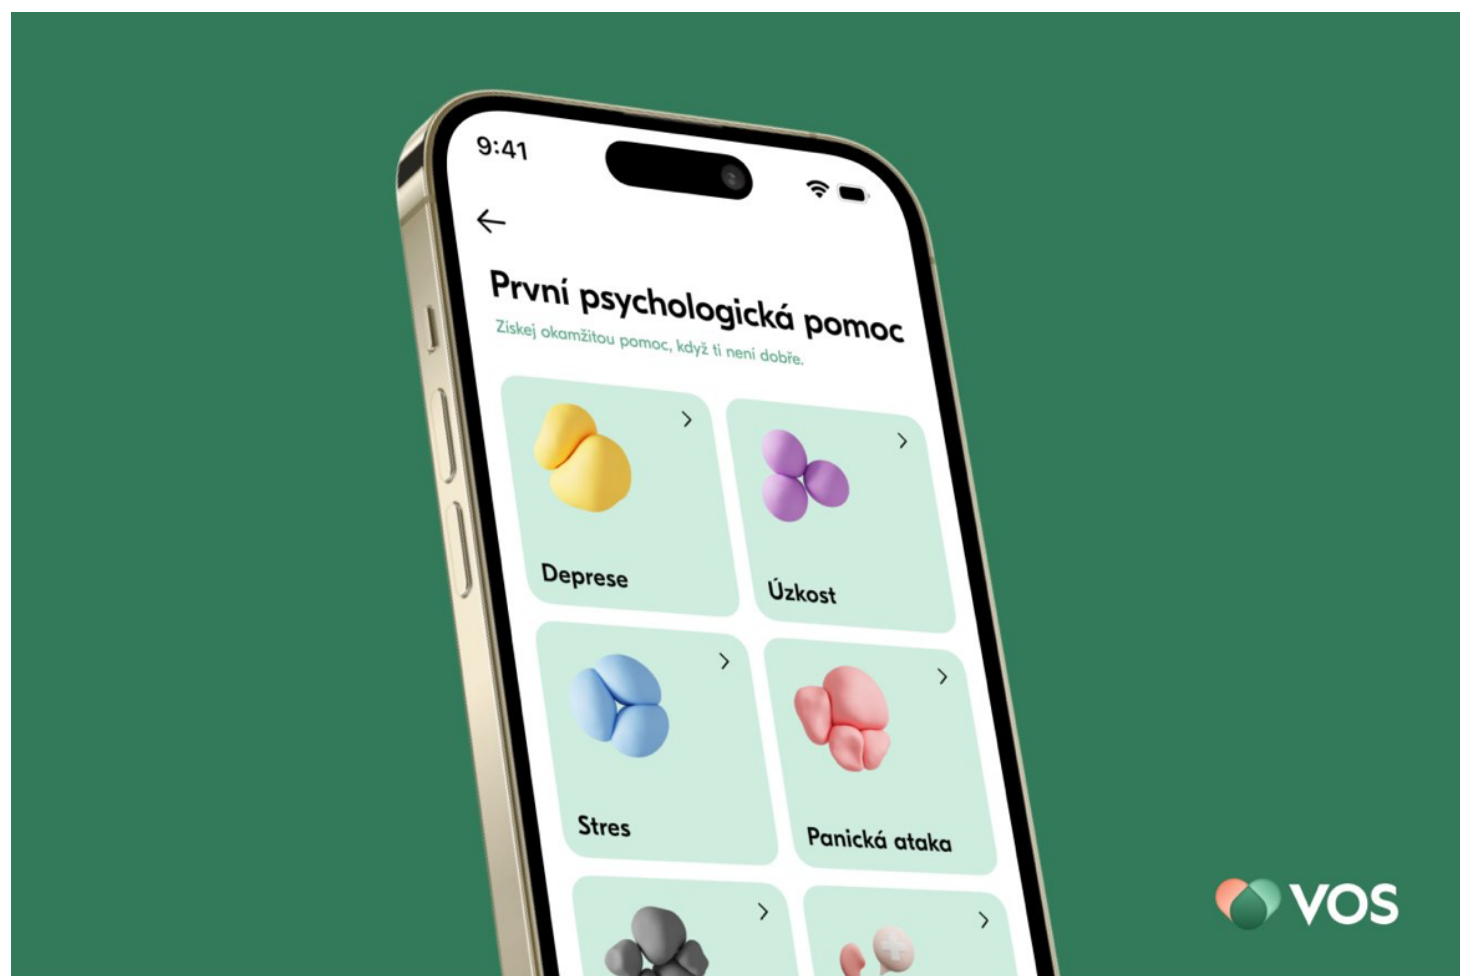 9:41
První psychologická pomoc
Získej okamžitou pomoc, když ti není dobře.
Deprese
Úzkost
Stres
Panická ataka
VOS